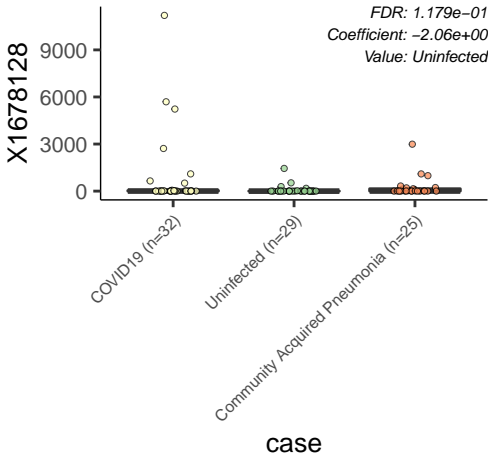 FDR: 1.179e−01
Coefficient: −2.06e+00
Value: Uninfected
X1678128
9000
6000
3000
0
COVID19 (n=32)
Uninfected (n=29)
Community Acquired Pneumonia (n=25)
case